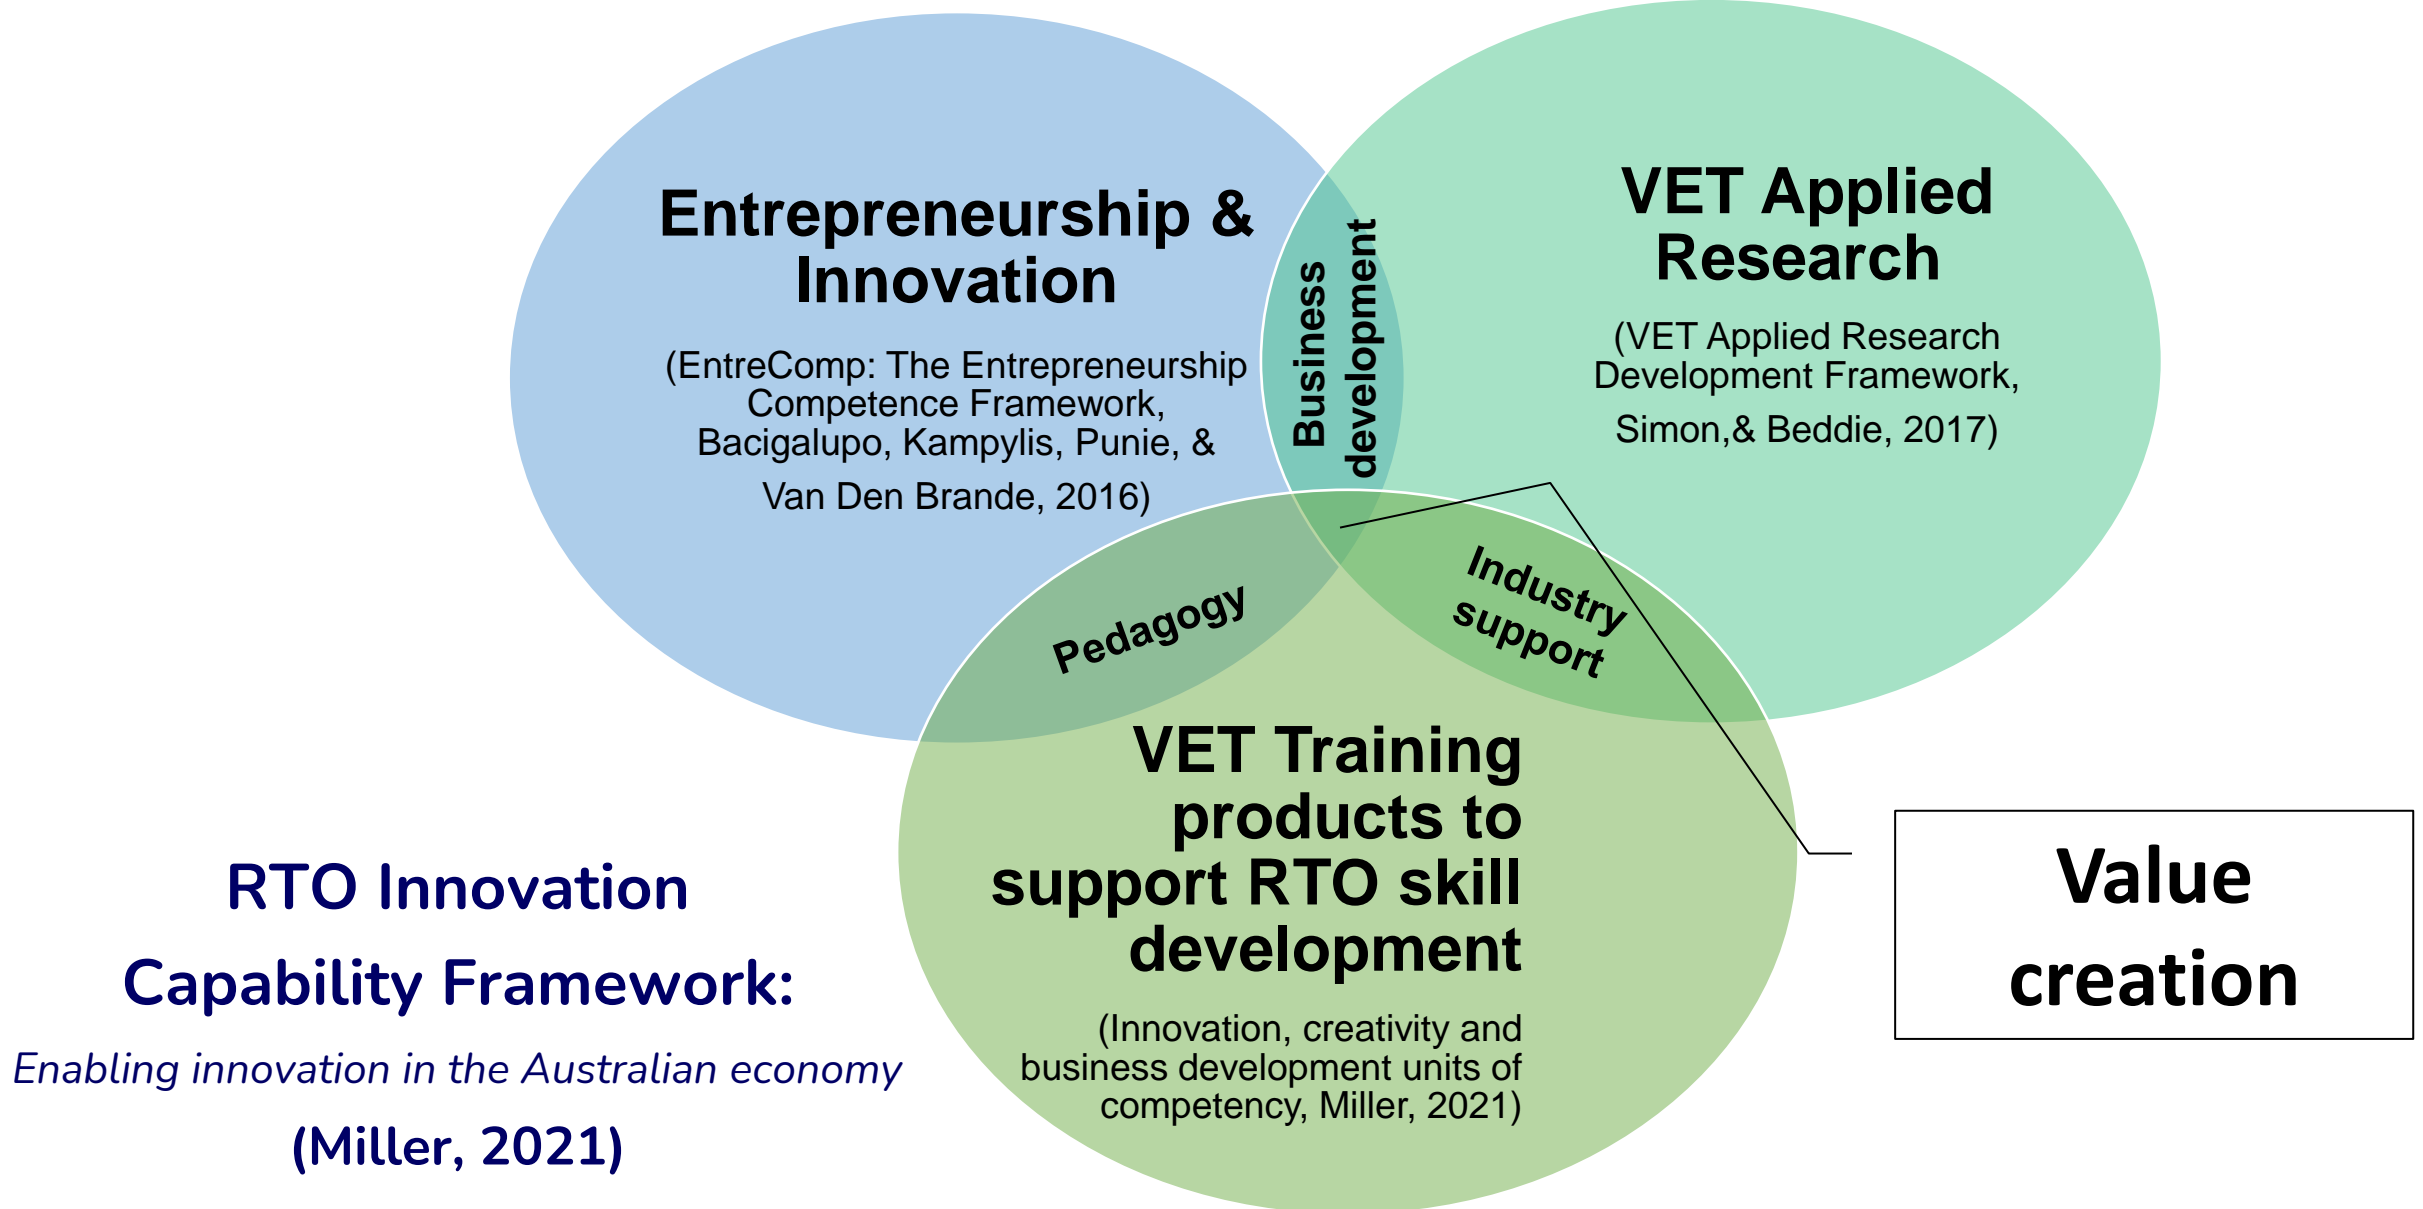 Entrepreneurship &
Innovation
(EntreComp: The Entrepreneurship
Competence Framework,
Bacigalupo, Kampylis, Punie, &
Van Den Brande, 2016)
Business
development
VET Applied
Research
(VET Applied Research
Development Framework,
Simon,& Beddie, 2017)
Pedagogy
Industry
support
VET Training
products to
support RTO skill
development
(Innovation, creativity and
business development units of
competency, Miller, 2021)
Value
creation
RTO Innovation
Capability Framework:
Enabling innovation in the Australian economy
(Miller, 2021)